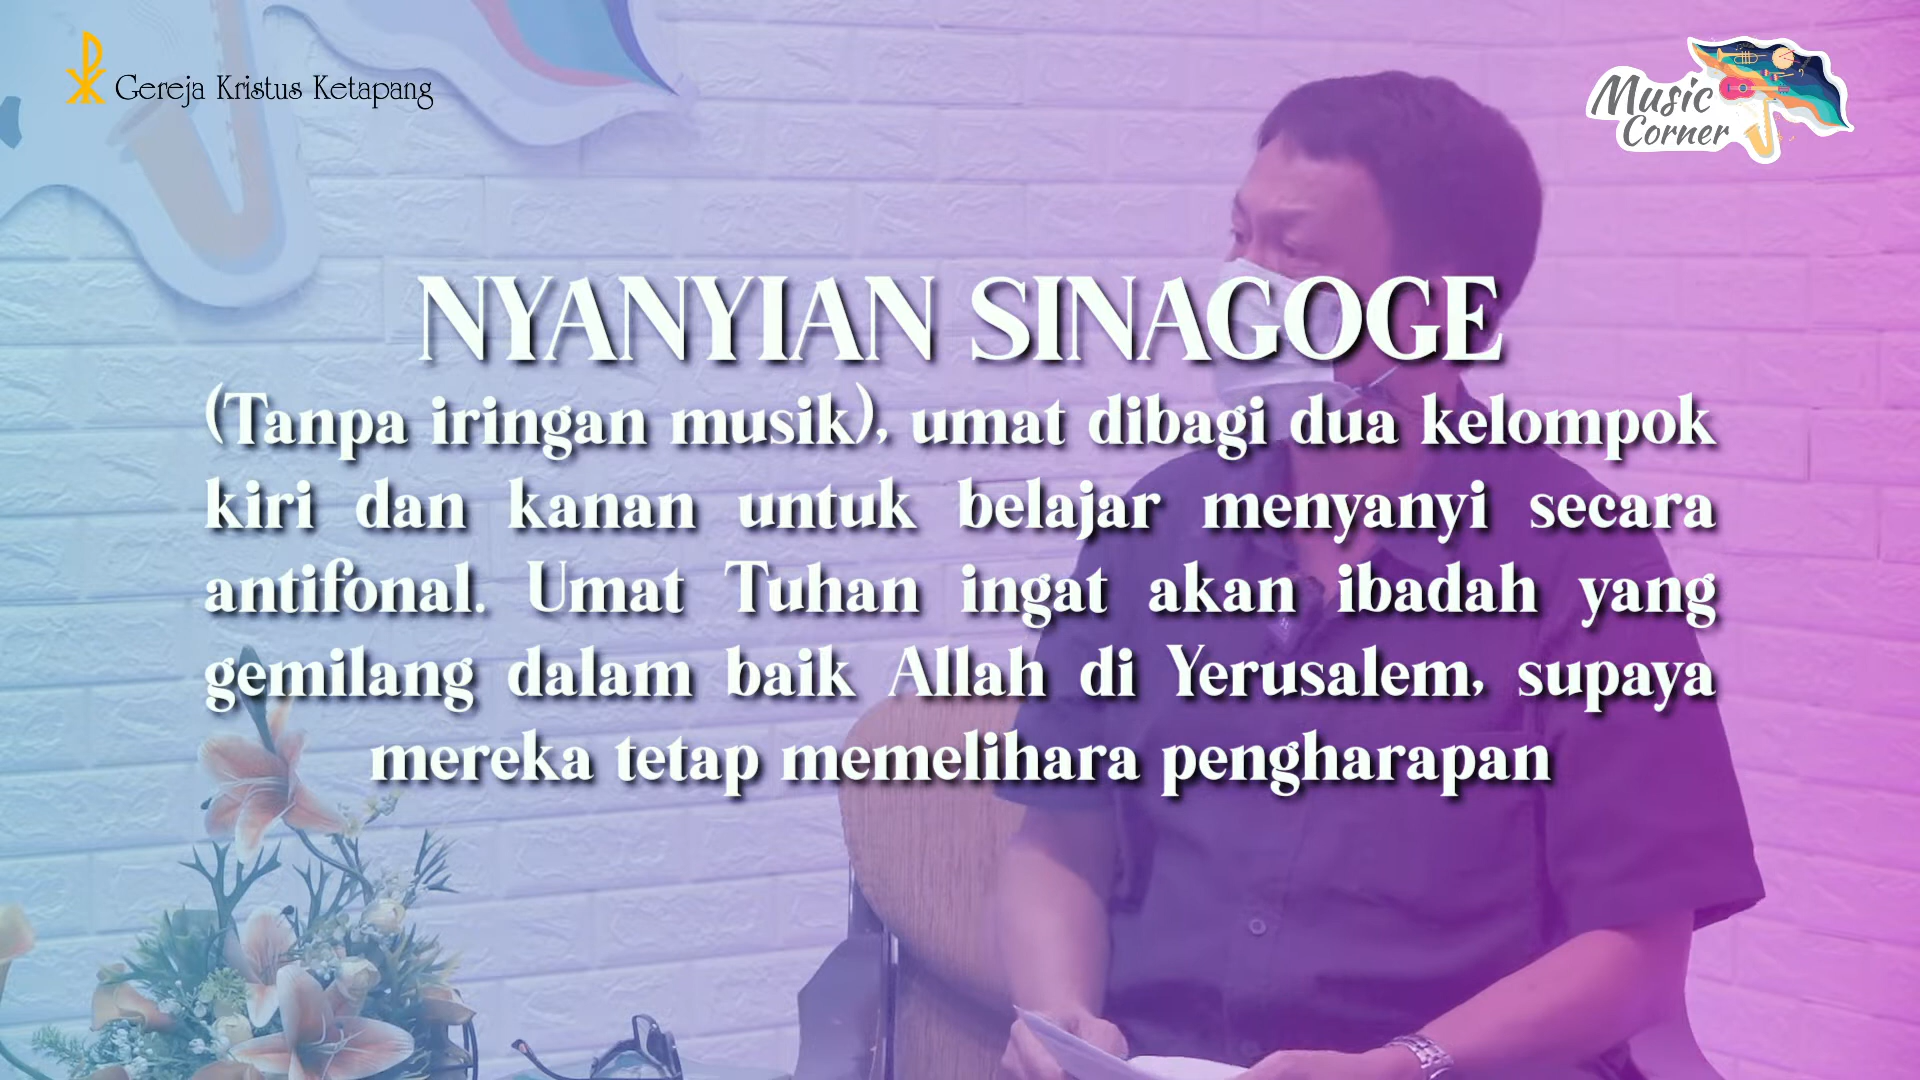 Gereja Kristus Ketapang
Music
Corner
NYANYIAN SINAGOGE
(Tanpa iringan musik), umat dibagi dua kelompok
kiri dan kanan untuk belajar menyanyi secara
antifonal. Umat Tuhan ingat akan ibadah yang
gemilang dalam baik Allah di Yerusalem, supaya
mereka tetap memelihara pengharapan